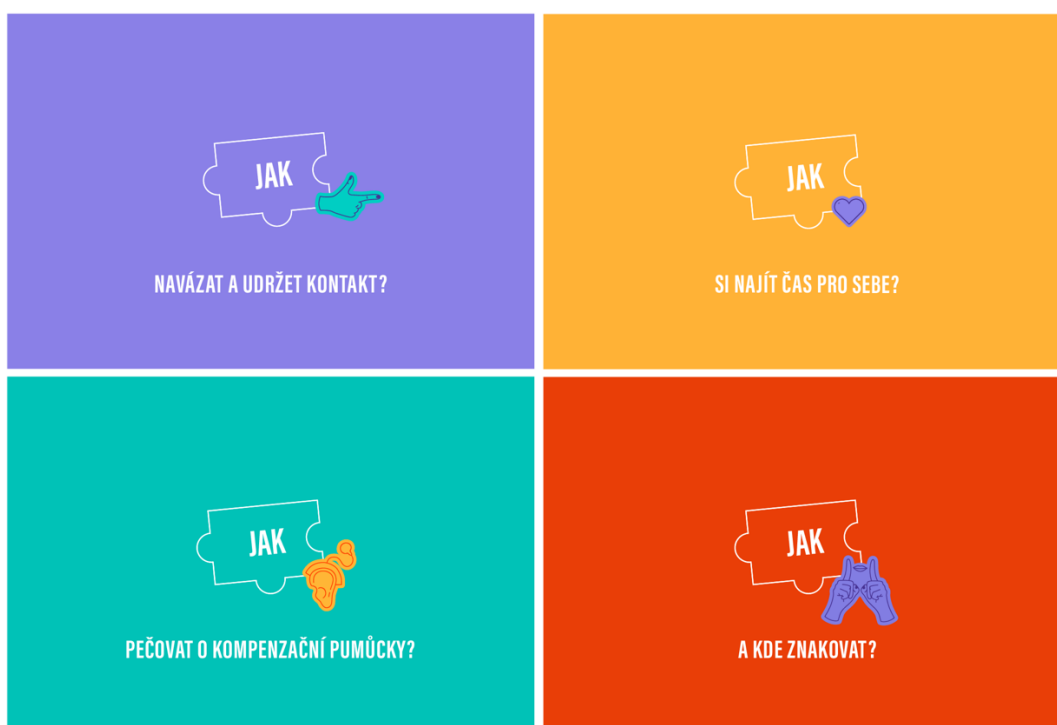 JAK
NAVÁZAT A UDRŽET KONTAKT?
JAK
SI NAJÍT ČAS PRO SEBE?
JAK
PEČOVAT O KOMPENZAČNÍ PUMŮCKY?
JAK
A KDE ZNAKOVAT?